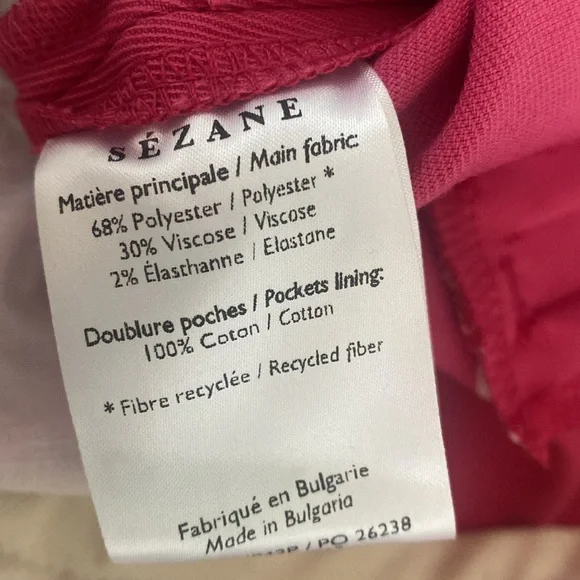 SÉZANE
Matière principale / Main fabric:
68% Polyester / Polyester *
30% Viscose / Viscose
2% Élasthanne / Elastane
Doublure poches / Pockets lining:
100% Coton / Cotton
* Fibre recyclée / Recycled fiber
Fabriqué en Bulgarie
Made in Bulgaria
/ PO 26238